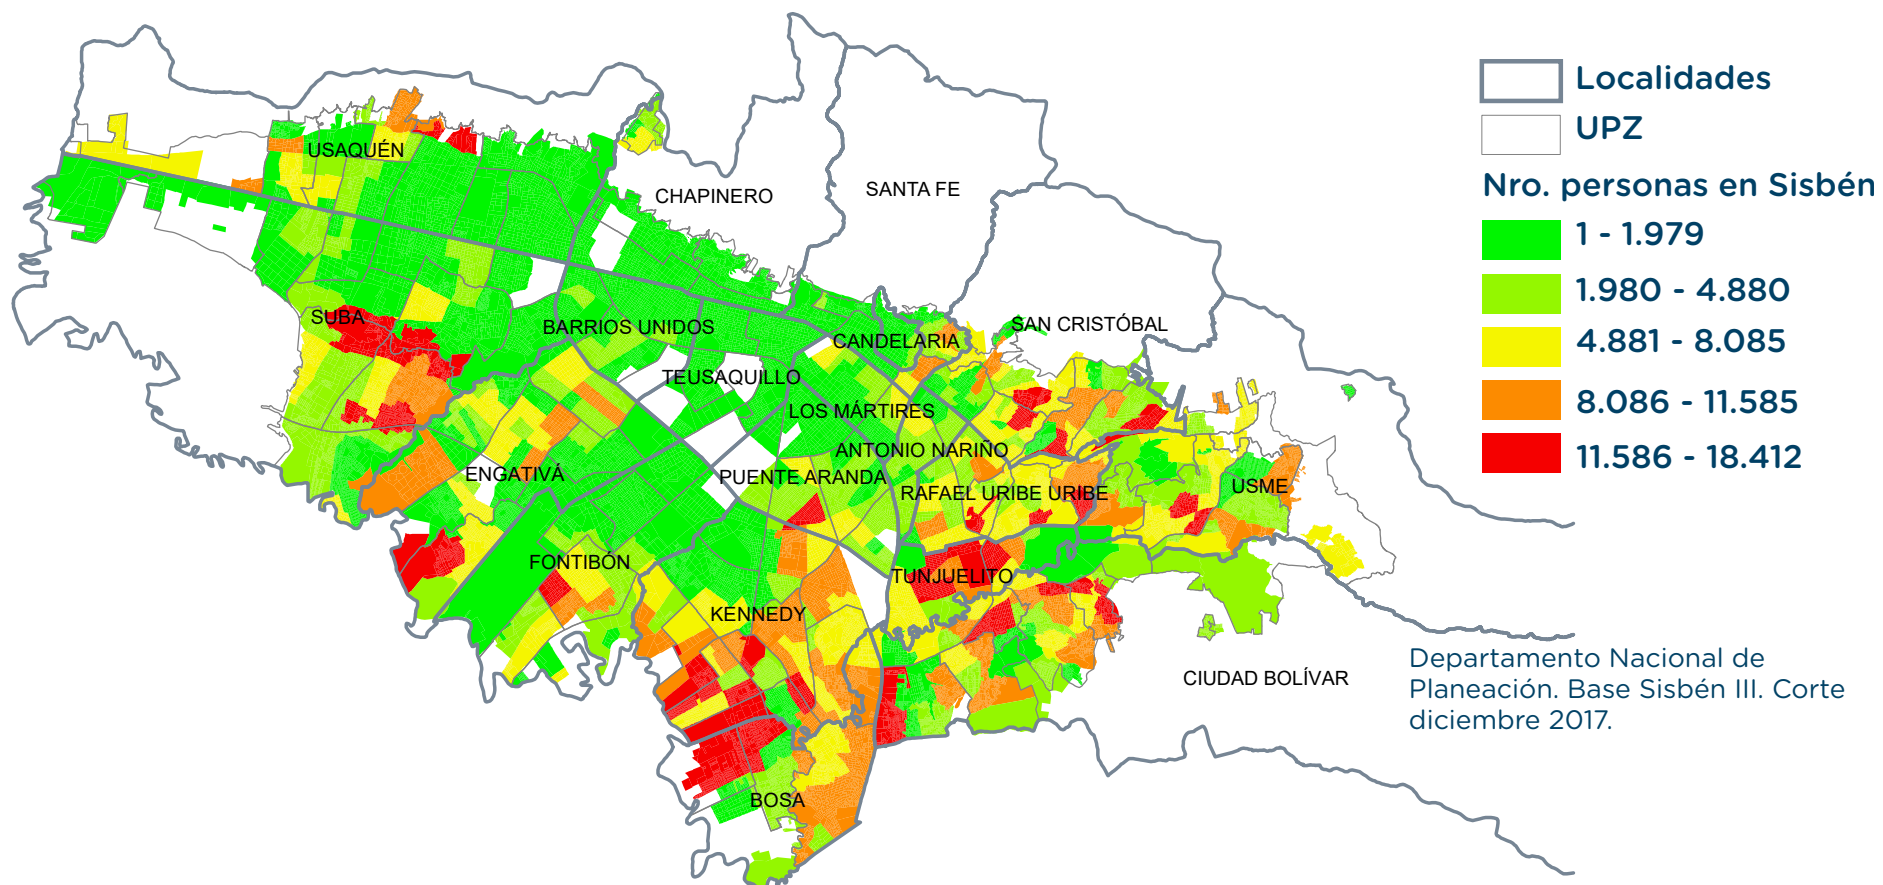 Localidades
UPZ
Nro. personas en Sisbén
1 - 1.979
1.980 - 4.880
4.881 - 8.085
8.086 - 11.585
11.586 - 18.412
USAQUÉN
CHAPINERO
SANTA FE
SUBA
BARRIOS UNIDOS
CANDELARIA
SAN CRISTÓBAL
TEUSAQUILLO
LOS MÁRTIRES
ANTONIO NARIÑO
ENGATIVÁ
PUENTE ARANDA
RAFAEL URIBE URIBE
USME
FONTIBÓN
TUNJUELITO
KENNEDY
CIUDAD BOLÍVAR
BOSA
Departamento Nacional de
Planeación. Base Sisbén III. Corte
diciembre 2017.